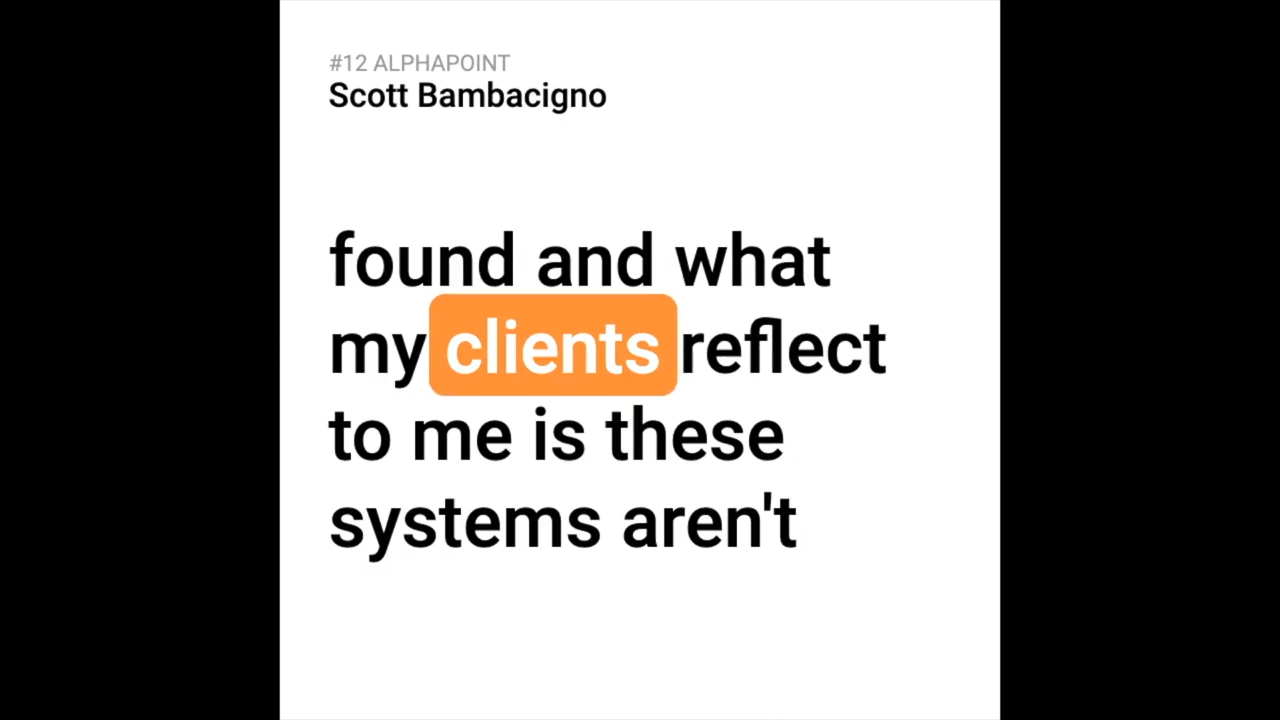 #12 ALPHAPOINT
Scott Bambacigno
found and what
my clients reflect
to me is these
systems aren't